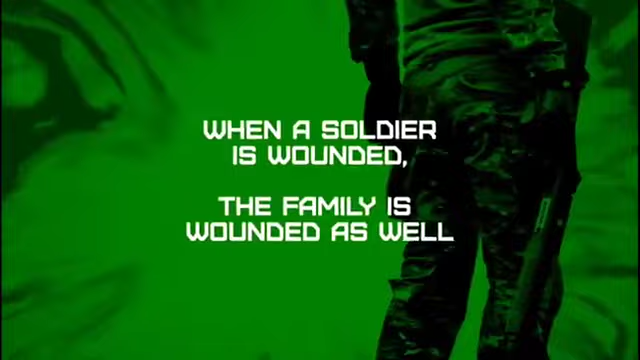 WHEN A SOLDIER
IS WOUNDED,
THE FAMILY IS
WOUNDED AS WELL